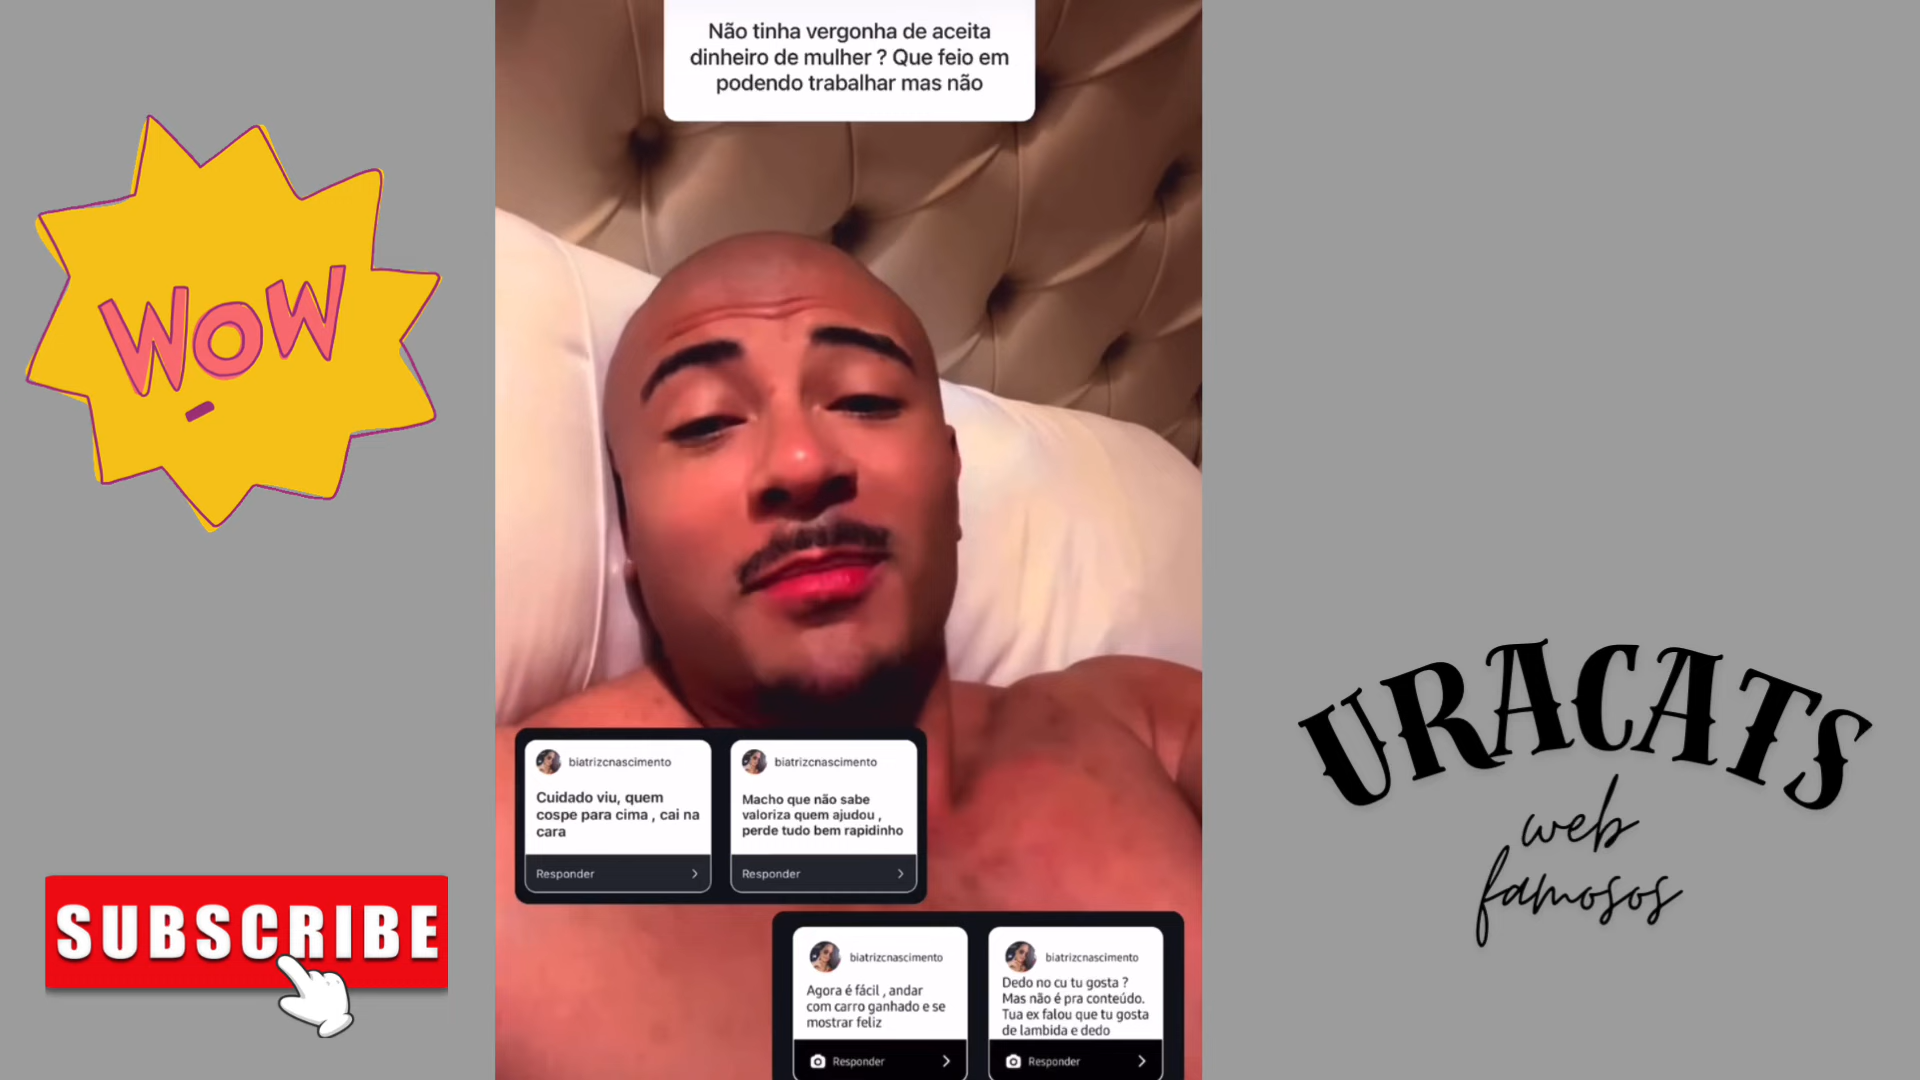 Não tinha vergonha de aceita
dinheiro de mulher ? Que feio em
podendo trabalhar mas não
WOW
biatrizcnascimento
Cuidado viu, quem
cospe para cima , cai na
cara
Responder
biatrizcnascimento
Macho que não sabe
valoriza quem ajudou ,
perde tudo bem rapidinho
Responder
biatrizcnascimento
Agora é fácil , andar
com carro ganhado e se
mostrar feliz
Responder
biatrizcnascimento
Dedo no cu tu gosta ?
Mas não é pra conteúdo.
Tua ex falou que tu gosta
de lambida e dedo
Responder
SUBSCRIBE
URACATS
web
famosos